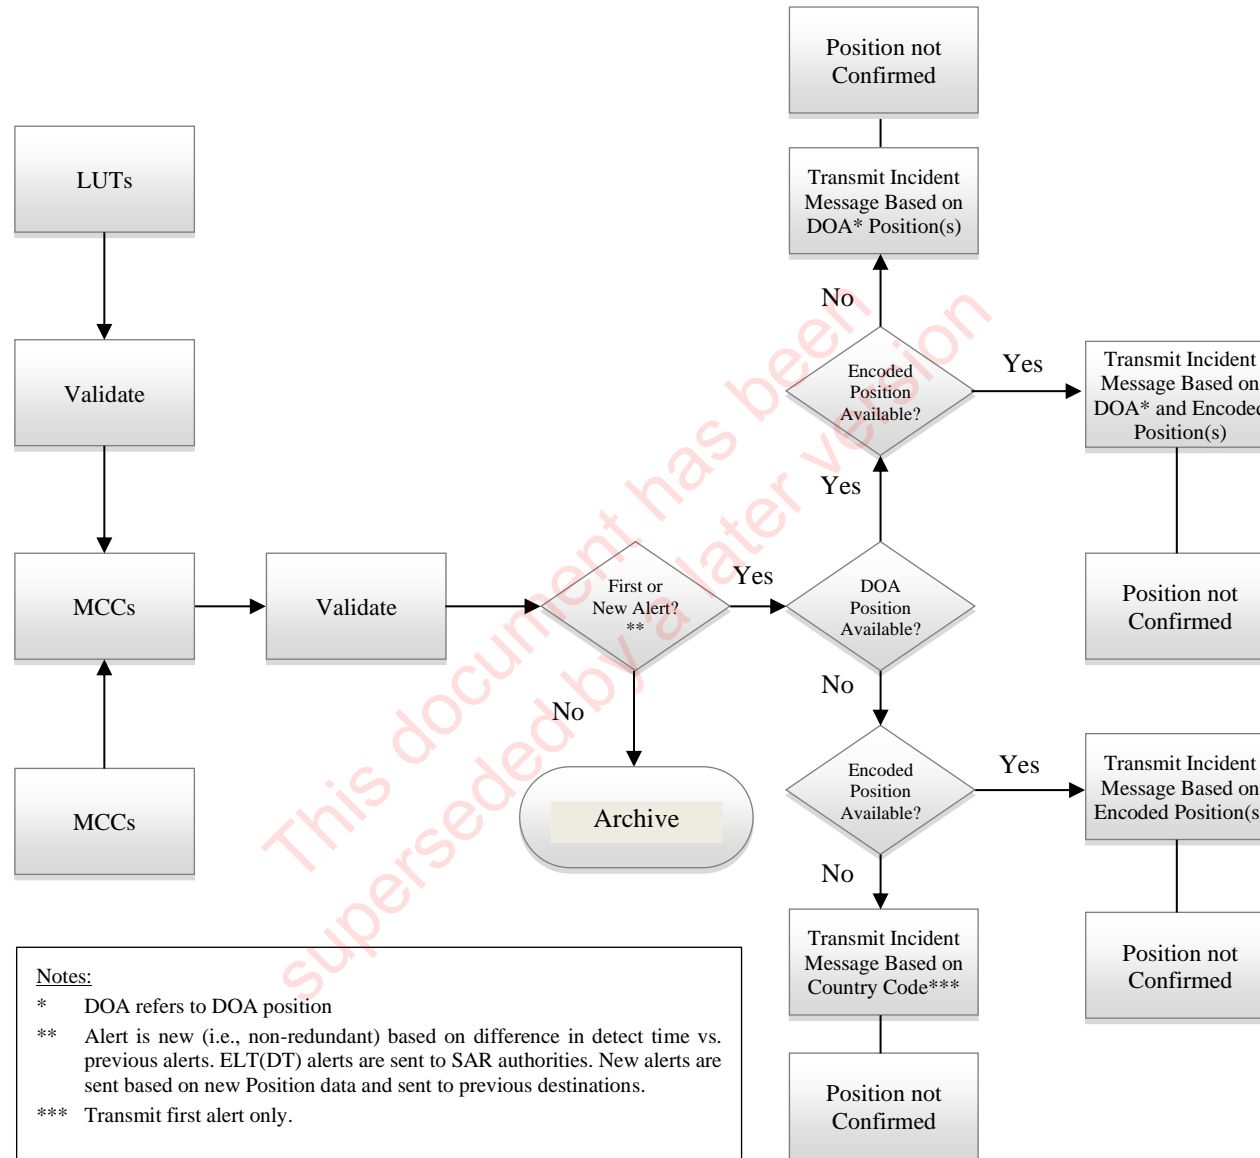 Position not
Confirmed
LUTs
Transmit Incident
Message Based on
DOA* Position(s)
No
Validate
Encoded
Position
Available?
Yes
Transmit Incident
Message Based on
DOA* and Encoded
Position(s)
Yes
MCCs
Validate
First or
New Alert?
**
Yes
DOA
Position
Available?
Position not
Confirmed
No
No
MCCs
Archive
Encoded
Position
Available?
Yes
Transmit Incident
Message Based on
Encoded Position(s
No
Transmit Incident
Message Based on
Country Code***
Position not
Confirmed
Position not
Confirmed
Notes:
* DOA refers to DOA position
** Alert is new (i.e., non-redundant) based on difference in detect time vs.
previous alerts. ELT(DT) alerts are sent to SAR authorities. New alerts are
sent based on new Position data and sent to previous destinations.
*** Transmit first alert only.
This document has been
superseded by a later version